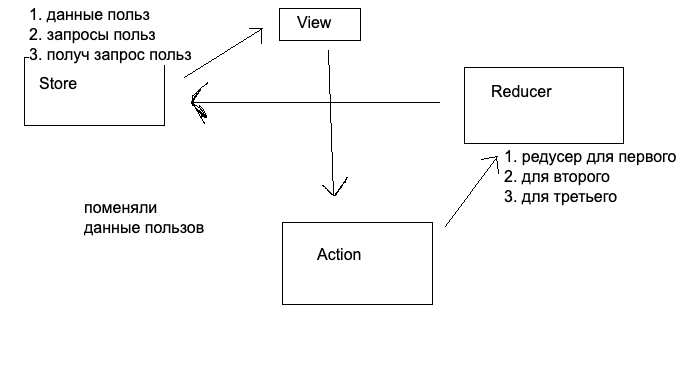 1. данные польз
2. запросы польз
3. получ запрос польз
View
Store
Reducer
1. редусер для первого
2. для второго
3. для третьего
поменяли
данные пользов
Action